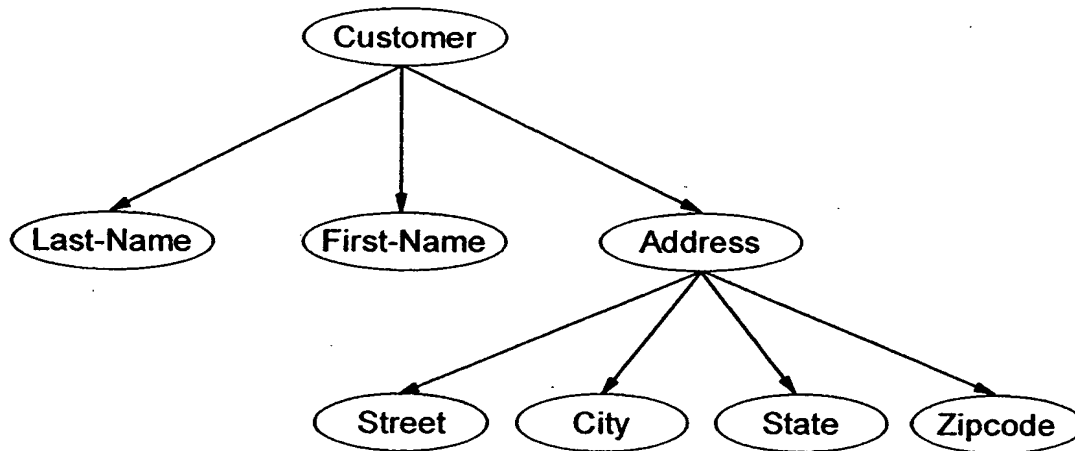 Customer
Last-Name
First-Name
Address
Street
City
State
Zipcode